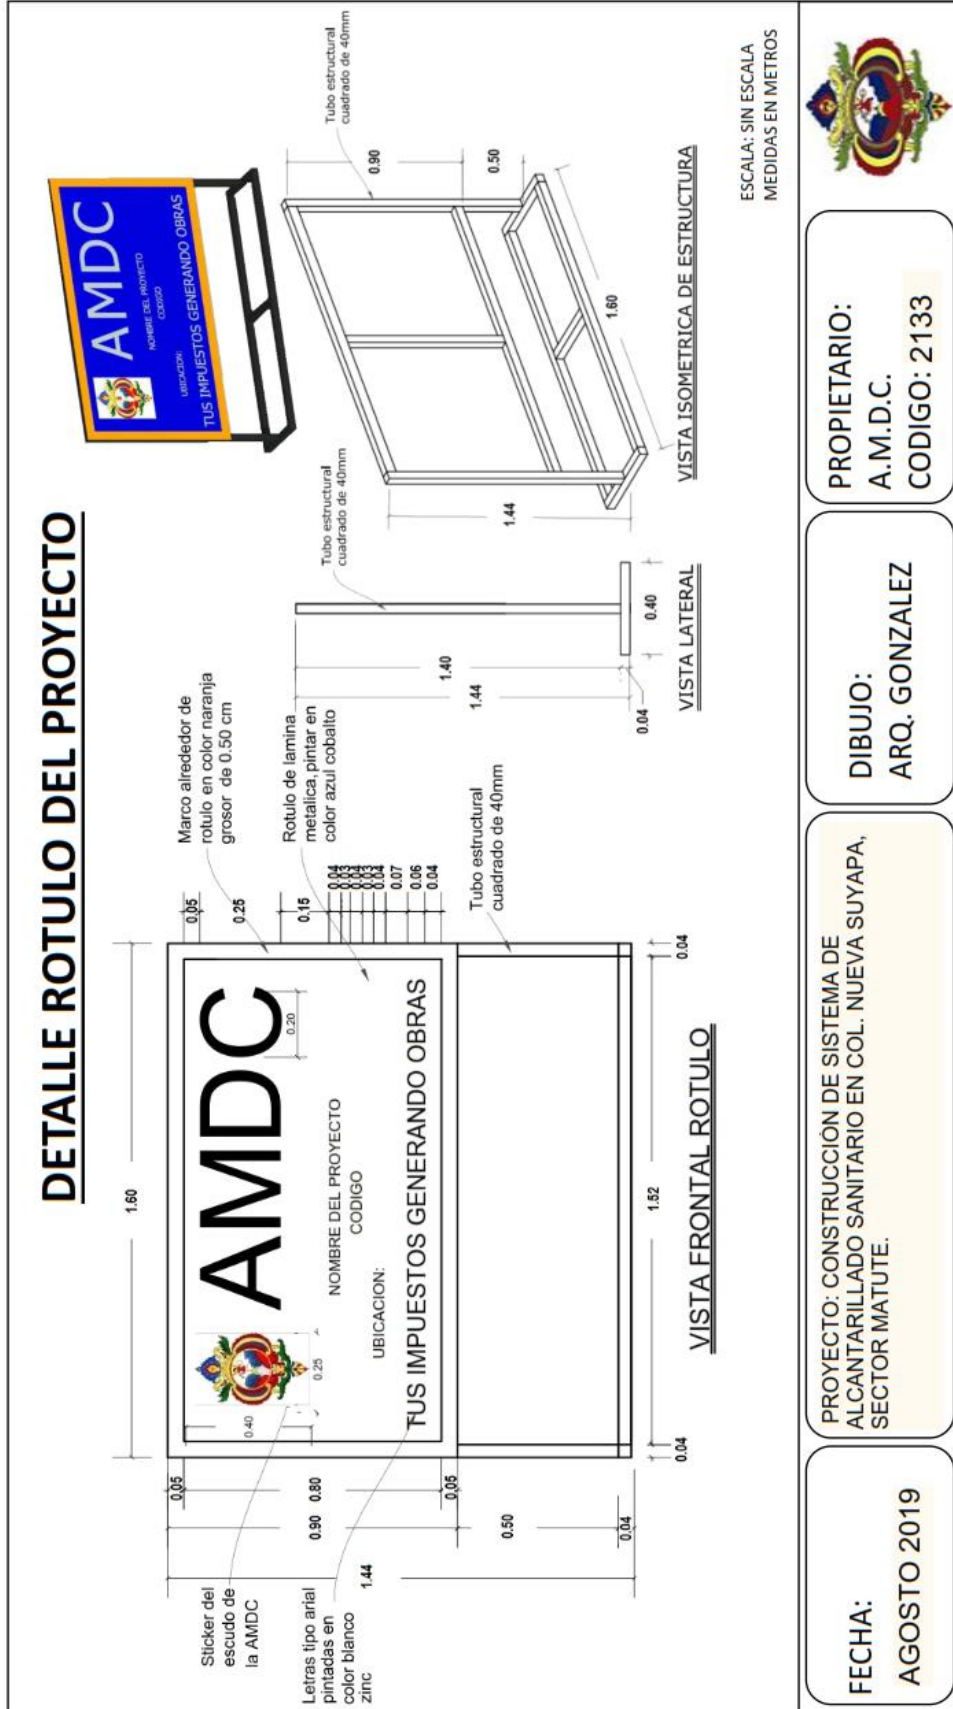 DETALLE ROTULO DEL PROYECTO
AMDC
NOMBRE DEL PROYECTO
CODIGO
UBICACION:
TUS IMPUESTOS GENERANDO OBRAS
Sticker del
escudo de
la AMDC
Letras tipo arial
pintadas en
color blanco
zinc
1.44
0.90
0.50
0.04
0.05
0.80
0.05
1.60
0.40
0.25
AMDC
0.20
NOMBRE DEL PROYECTO
CODIGO
UBICACION:
TUS IMPUESTOS GENERANDO OBRAS
0.05
0.25
0.15
0.04
0.03
0.04
0.03
0.04
0.07
0.06
0.04
Marco alrededor de
rotulo en color naranja
grosor de 0.50 cm
Rotulo de lamina
metalica,pintar en
color azul cobalto
Tubo estructural
cuadrado de 40mm
0.04
1.52
0.04
VISTA FRONTAL ROTULO
Tubo estructural
cuadrado de 40mm
1.40
1.44
0.04
0.40
VISTA LATERAL
Tubo estructural
cuadrado de 40mm
0.90
0.50
1.44
1.60
VISTA ISOMETRICA DE ESTRUCTURA
ESCALA: SIN ESCALA
MEDIDAS EN METROS
FECHA:
AGOSTO 2019
PROYECTO: CONSTRUCCIÓN DE SISTEMA DE
ALCANTARILLADO SANITARIO EN COL. NUEVA SUYAPA,
SECTOR MATUTE.
DIBUJO:
ARQ. GONZALEZ
PROPIETARIO:
A.M.D.C.
CODIGO: 2133